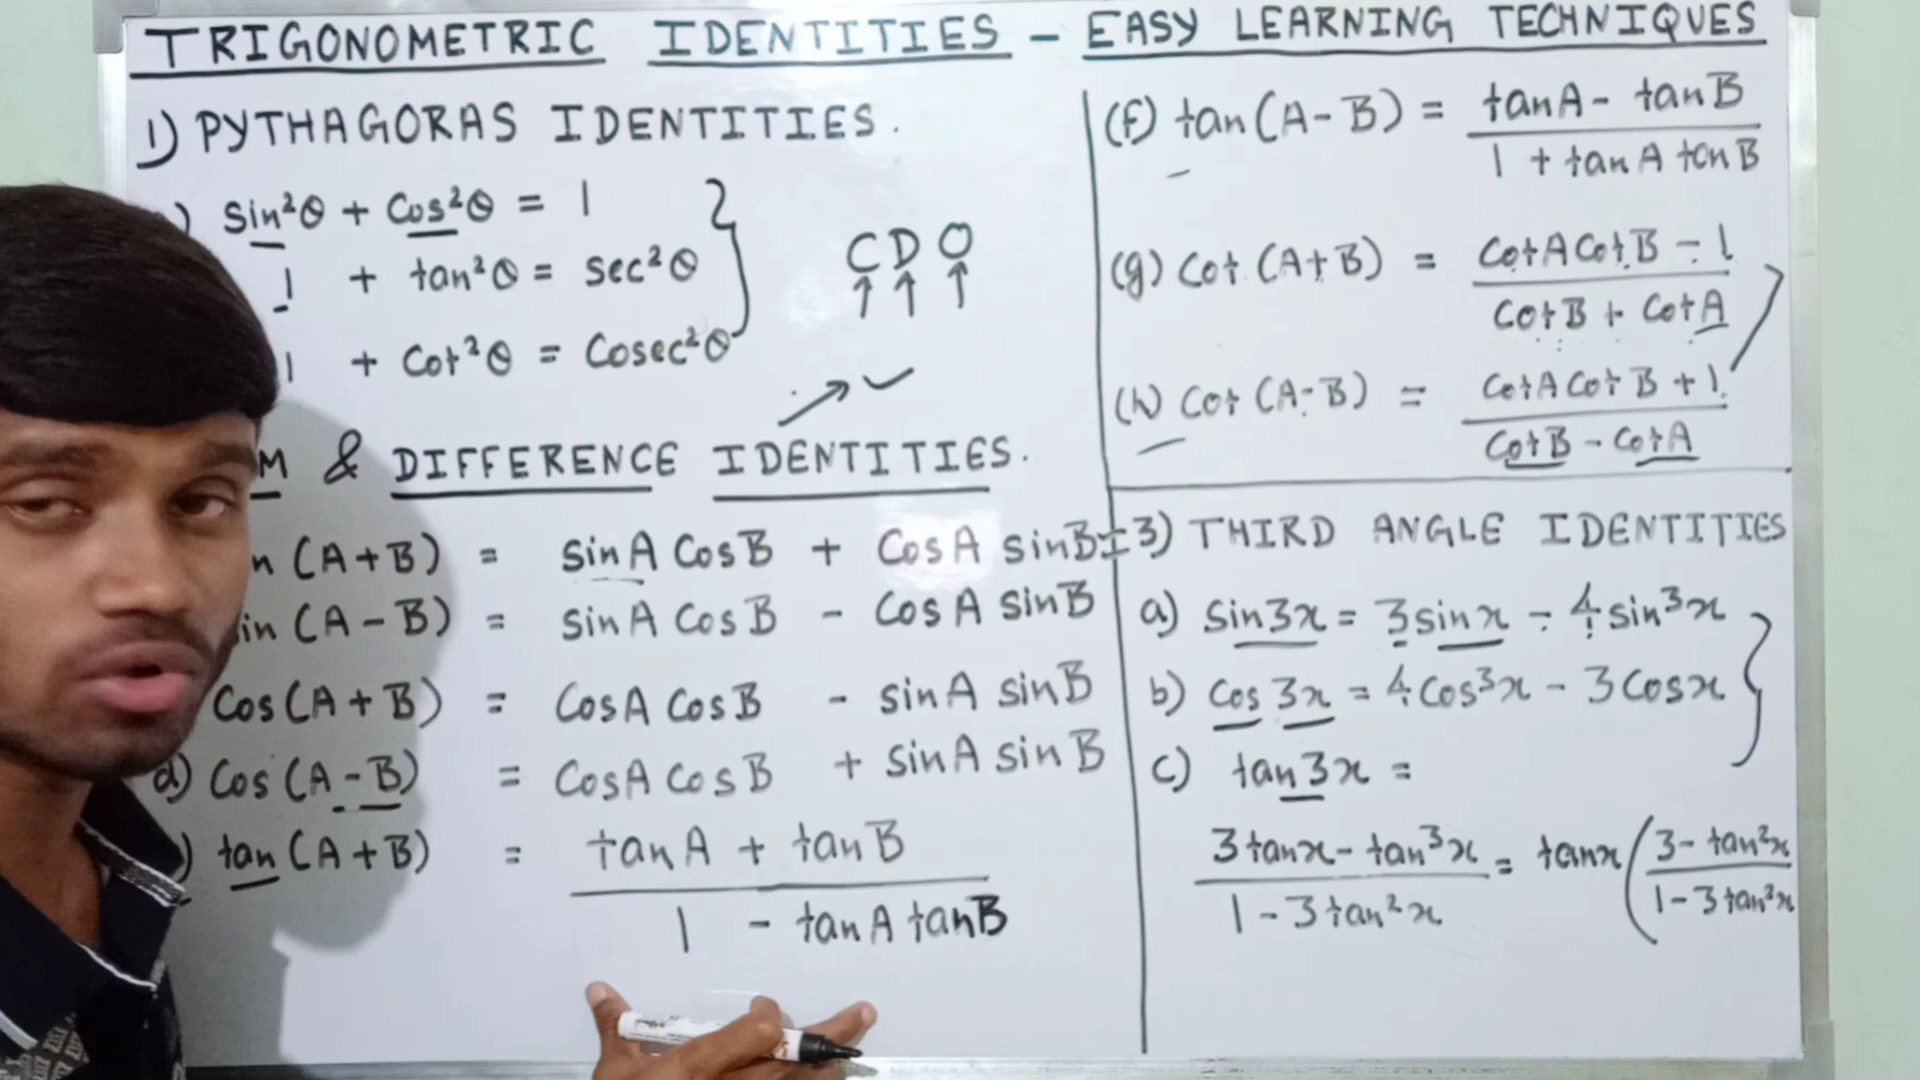 TRIGONOMETRIC IDENTITIES - EASY LEARNING TECHNIQUES
1) PYTHAGORAS IDENTITIES.
) sin²θ + Cos²θ = 1
1 + tan²θ = sec²θ
1 + Cot²θ = Cosec²θ
C D O
M & DIFFERENCE IDENTITIES.
n (A+B) = sinA CosB + CosA sinB
in (A-B) = sinA CosB - CosA sinB
Cos(A+B) = CosA CosB - sinA sinB
d) Cos (A-B) = CosA CosB + sinA sinB
) tan (A+B) = tanA + tanB
1 - tanA tanB
(f) tan(A-B) = tanA - tanB
1 + tanA tanB
(g) Cot (A+B) = CotA CotB - 1
CotB + CotA
(h) Cot (A-B) = CotA CotB + 1
CotB - CotA
3) THIRD ANGLE IDENTITIES
a) sin3x = 3sinx - 4sin³x
b) cos 3x = 4Cos³x - 3Cosx
c) tan3x =
3tanx - tan³x = tanx ( 3 - tan²x
1 - 3tan²x 1 - 3tan²x